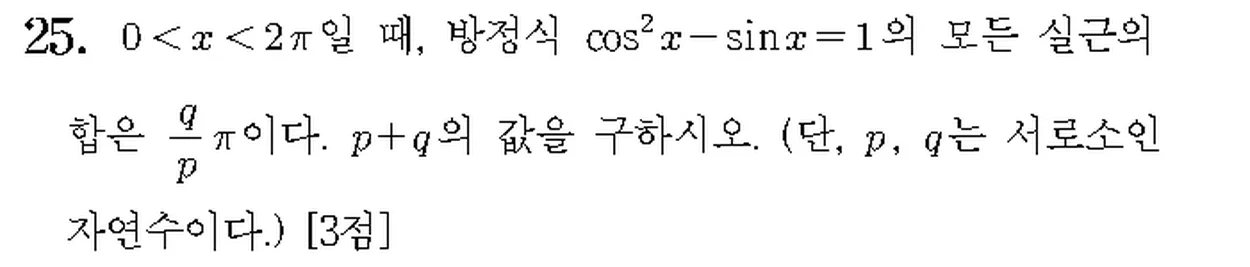 25. 0<x<2π일 때, 방정식 cos²x−sinx=1의 모든 실근의
합은 q/p π이다. p+q의 값을 구하시오. (단, p, q는 서로소인
자연수이다.) [3점]